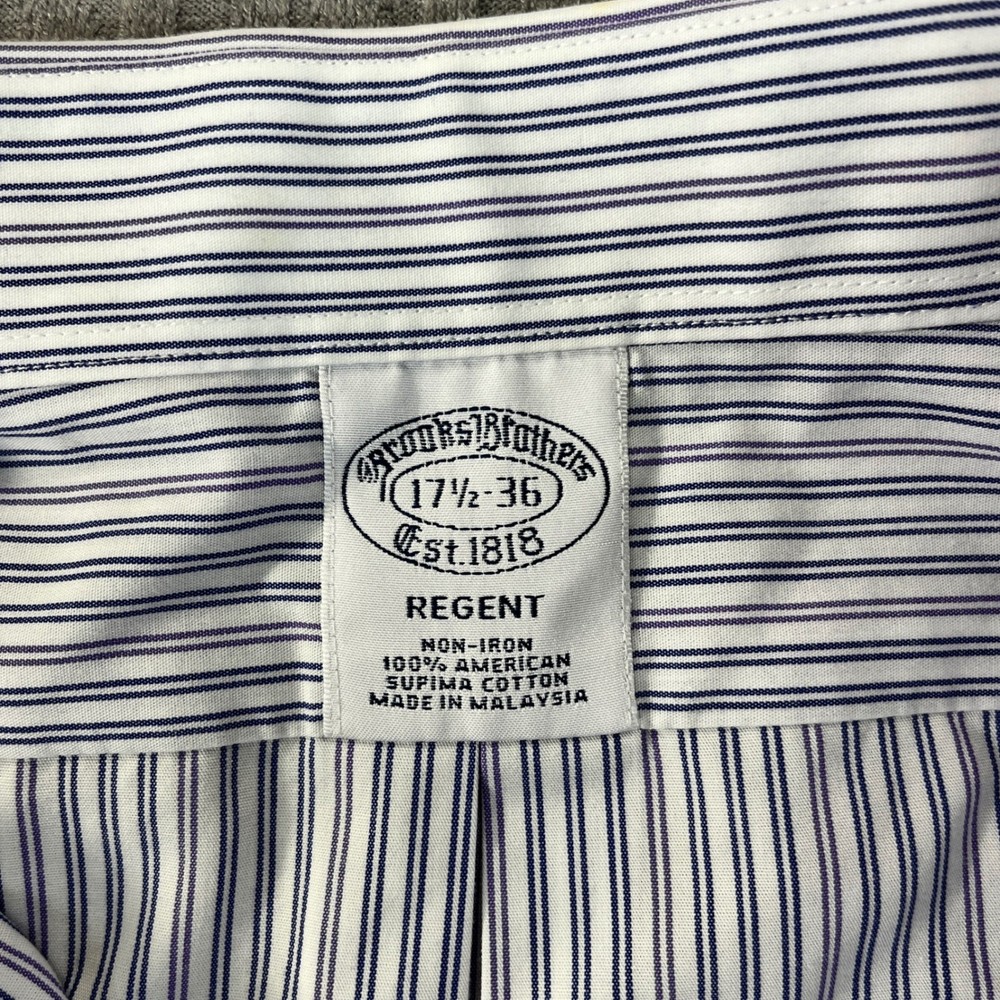 Brooks Brothers
17½-36
Est. 1818
REGENT
NON-IRON
100% AMERICAN
SUPIMA COTTON
MADE IN MALAYSIA